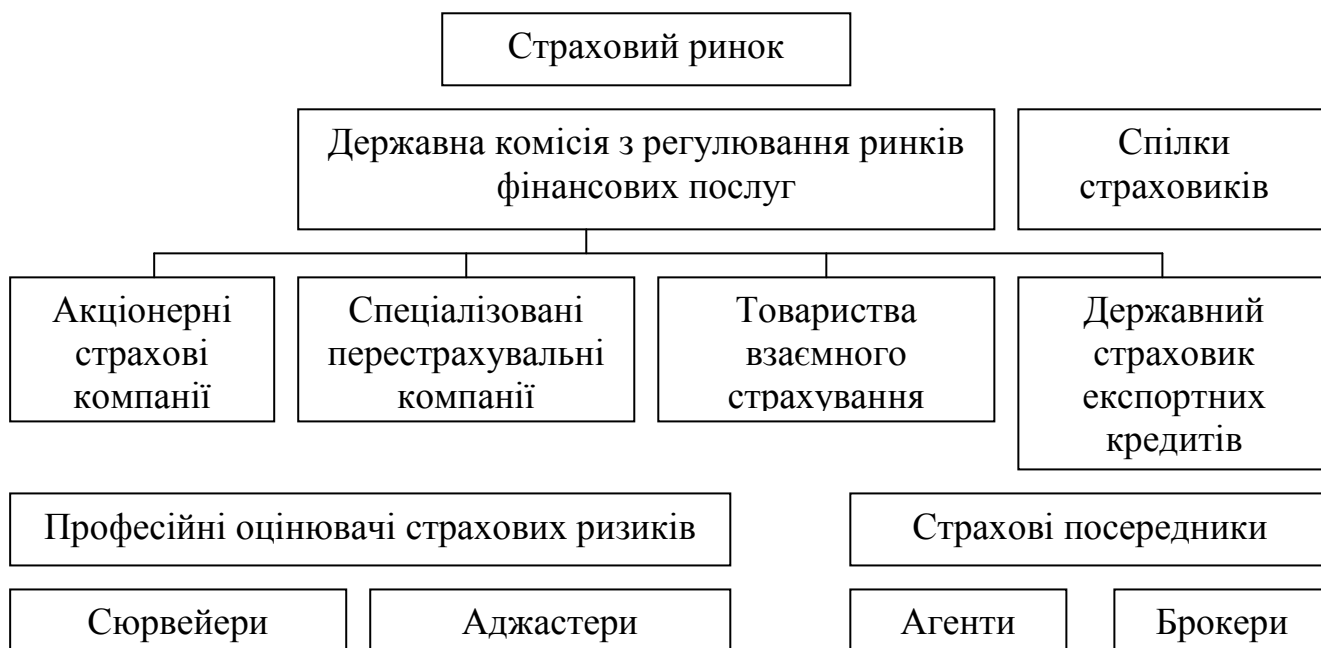 Страховий ринок
Державна комісія з регулювання ринків
фінансових послуг
Спілки
страховиків
Акціонерні
страхові
компанії
Спеціалізовані
перестрахувальні
компанії
Товариства
взаємного
страхування
Державний
страховик
експортних
кредитів
Професійні оцінювачі страхових ризиків
Страхові посередники
Сюрвейери
Аджастери
Агенти
Брокери